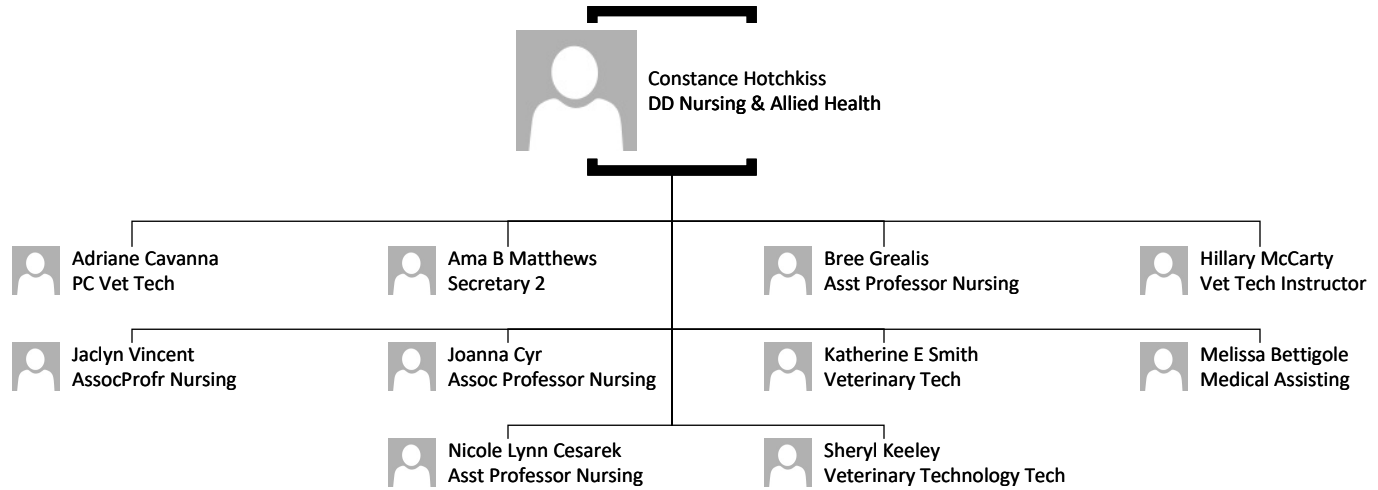 Constance Hotchkiss
DD Nursing & Allied Health
Adriane Cavanna
PC Vet Tech
Ama B Matthews
Secretary 2
Bree Grealis
Asst Professor Nursing
Hillary McCarty
Vet Tech Instructor
Jaclyn Vincent
AssocProfr Nursing
Joanna Cyr
Assoc Professor Nursing
Katherine E Smith
Veterinary Tech
Melissa Bettigole
Medical Assisting
Nicole Lynn Cesarek
Asst Professor Nursing
Sheryl Keeley
Veterinary Technology Tech